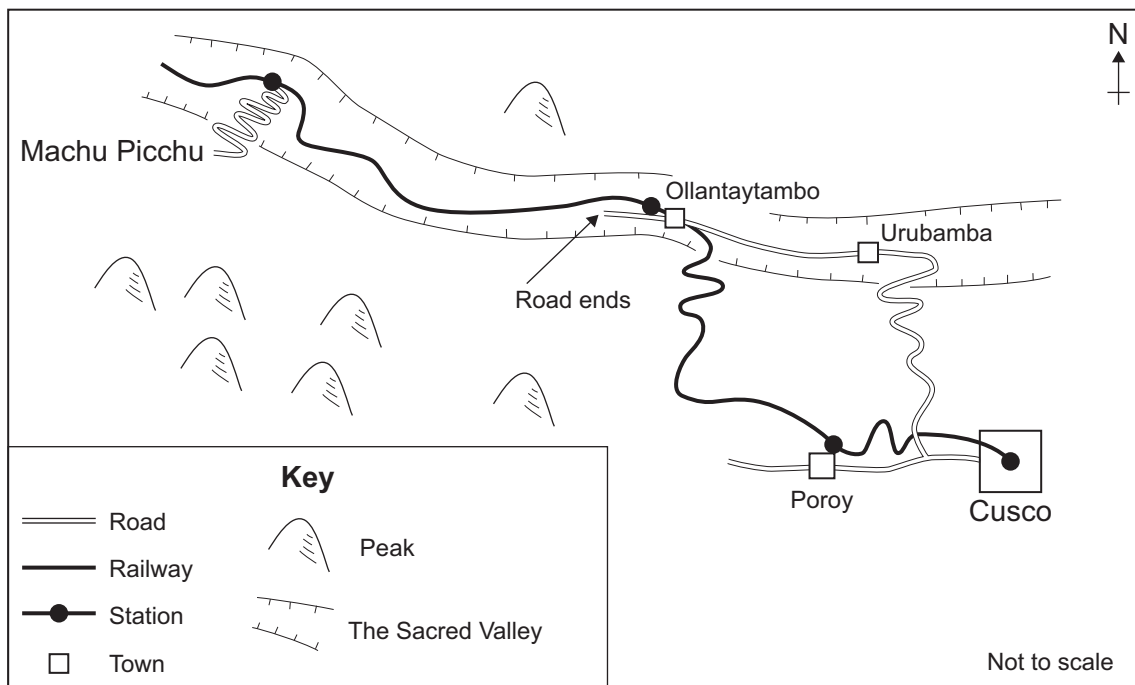 N
Machu Picchu
Ollantaytambo
Urubamba
Road ends
Poroy
Cusco
Key
Road
Railway
Station
Town
Peak
The Sacred Valley
Not to scale